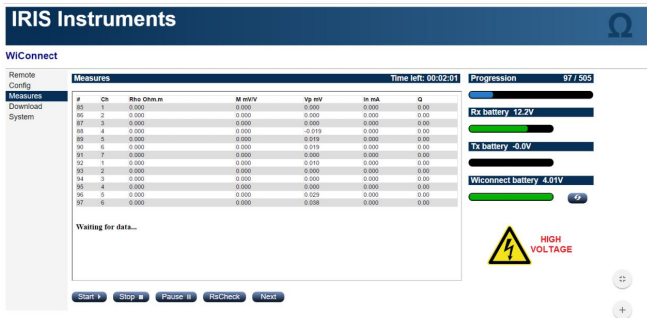 IRIS Instruments
Ω
WiConnect
Remote
Config
Measures
Download
System
Measures Time left: 00:02:01
# Ch Rho Ohm.m M mV/V Vp mV In mA Q
85 1 0.000 0.000 0.000 0.000 0.00
86 2 0.000 0.000 0.000 0.000 0.00
87 3 0.000 0.000 0.000 0.000 0.00
88 4 0.000 0.000 -0.019 0.000 0.00
89 5 0.000 0.000 0.019 0.000 0.00
90 6 0.000 0.000 0.019 0.000 0.00
91 7 0.000 0.000 0.000 0.000 0.00
92 1 0.000 0.000 0.010 0.000 0.00
93 2 0.000 0.000 0.000 0.000 0.00
94 3 0.000 0.000 0.000 0.000 0.00
95 4 0.000 0.000 0.000 0.000 0.00
96 5 0.000 0.000 0.029 0.000 0.00
97 6 0.000 0.000 0.038 0.000 0.00
Waiting for data...
Start Stop Pause RsCheck Next
Progression 97 / 505
Rx battery 12.2V
Tx battery -0.0V
Wiconnect battery 4.01V
HIGH
VOLTAGE